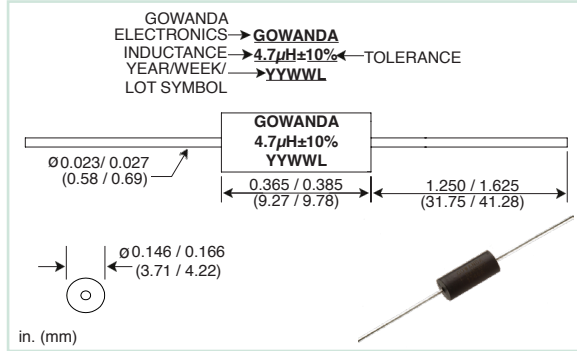 GOWANDA
ELECTRONICS GOWANDA
INDUCTANCE 4.7µH±10% TOLERANCE
YEAR/WEEK/ YYWWL
LOT SYMBOL
GOWANDA
4.7µH±10%
YYWWL
Ø0.023/ 0.027
(0.58 / 0.69)
0.365 / 0.385
(9.27 / 9.78)
1.250 / 1.625
(31.75 / 41.28)
Ø0.146 / 0.166
(3.71 / 4.22)
in. (mm)